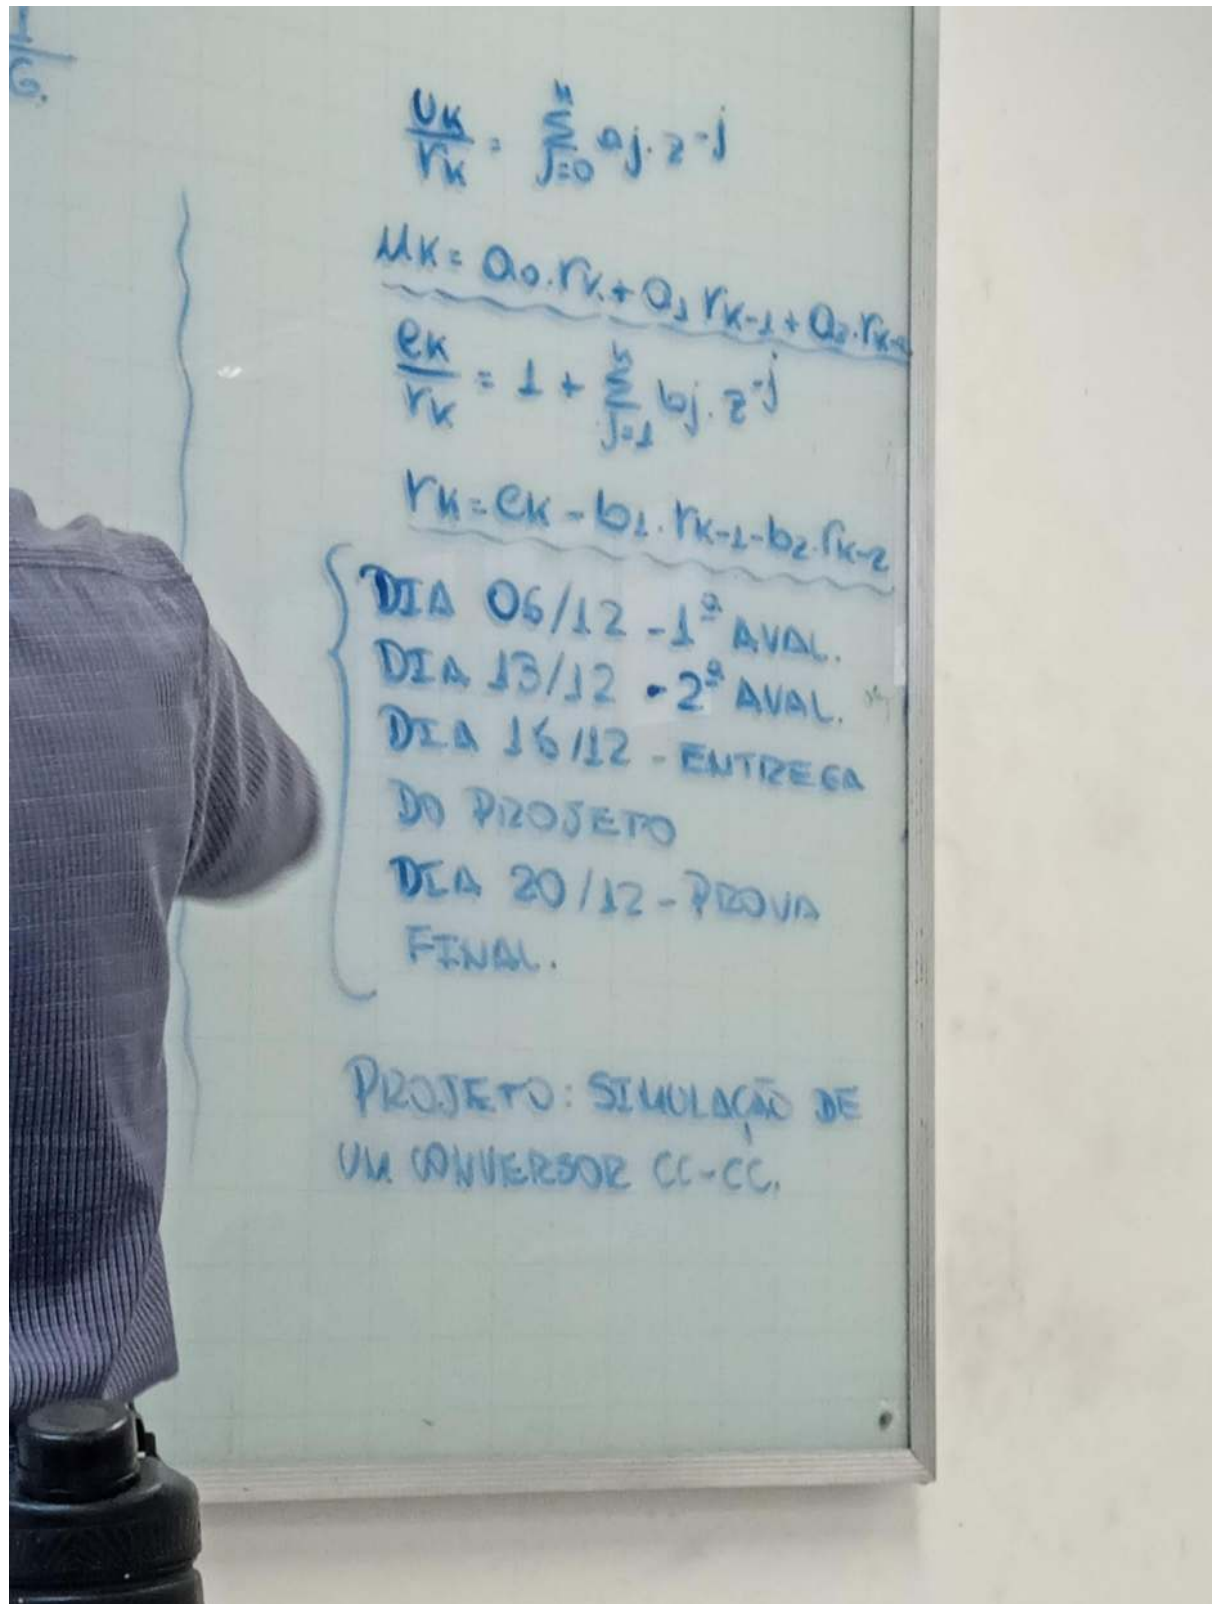 1
6.
UK/rK = Σ(j=0, n) aj. z^-j
uK = a0.rK + a1 rK-1 + a2.rK-2
eK/rK = 1 + Σ(j=1, n) bj. z^-j
rK = eK - b1. rK-1 - b2. rK-2
DIA 06/12 - 1ª AVAL.
DIA 13/12 - 2ª AVAL.
DIA 16/12 - ENTREGA
DO PROJETO
DIA 20/12 - PROVA
FINAL.
PROJETO: SIMULAÇÃO DE
UM CONVERSOR CC-CC.